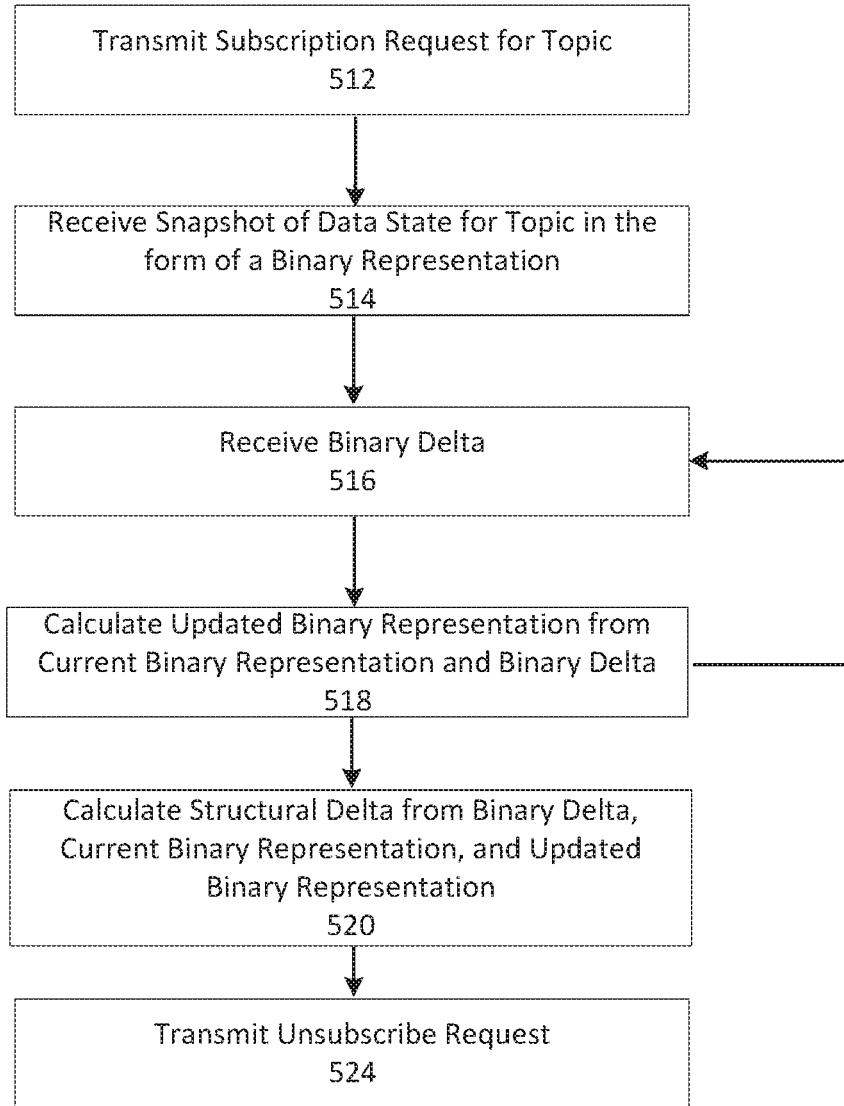 Transmit Subscription Request for Topic
512
Receive Snapshot of Data State for Topic in the
form of a Binary Representation
514
Receive Binary Delta
516
Calculate Updated Binary Representation from
Current Binary Representation and Binary Delta
518
Calculate Structural Delta from Binary Delta,
Current Binary Representation, and Updated
Binary Representation
520
Transmit Unsubscribe Request
524